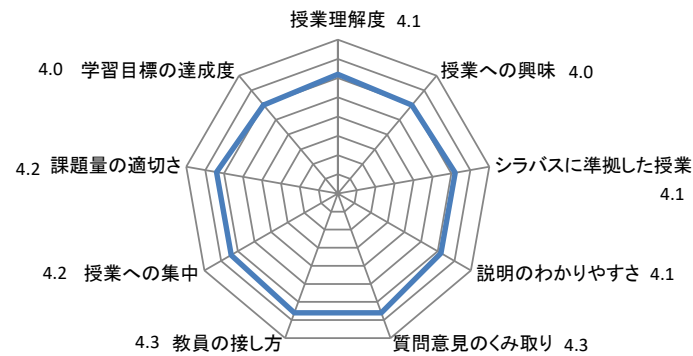 授業理解度 4.1
4.0 学習目標の達成度
授業への興味 4.0
4.2 課題量の適切さ
シラバスに準拠した授業
4.1
4.2 授業への集中
説明のわかりやすさ 4.1
4.3 教員の接し方
質問意見のくみ取り 4.3